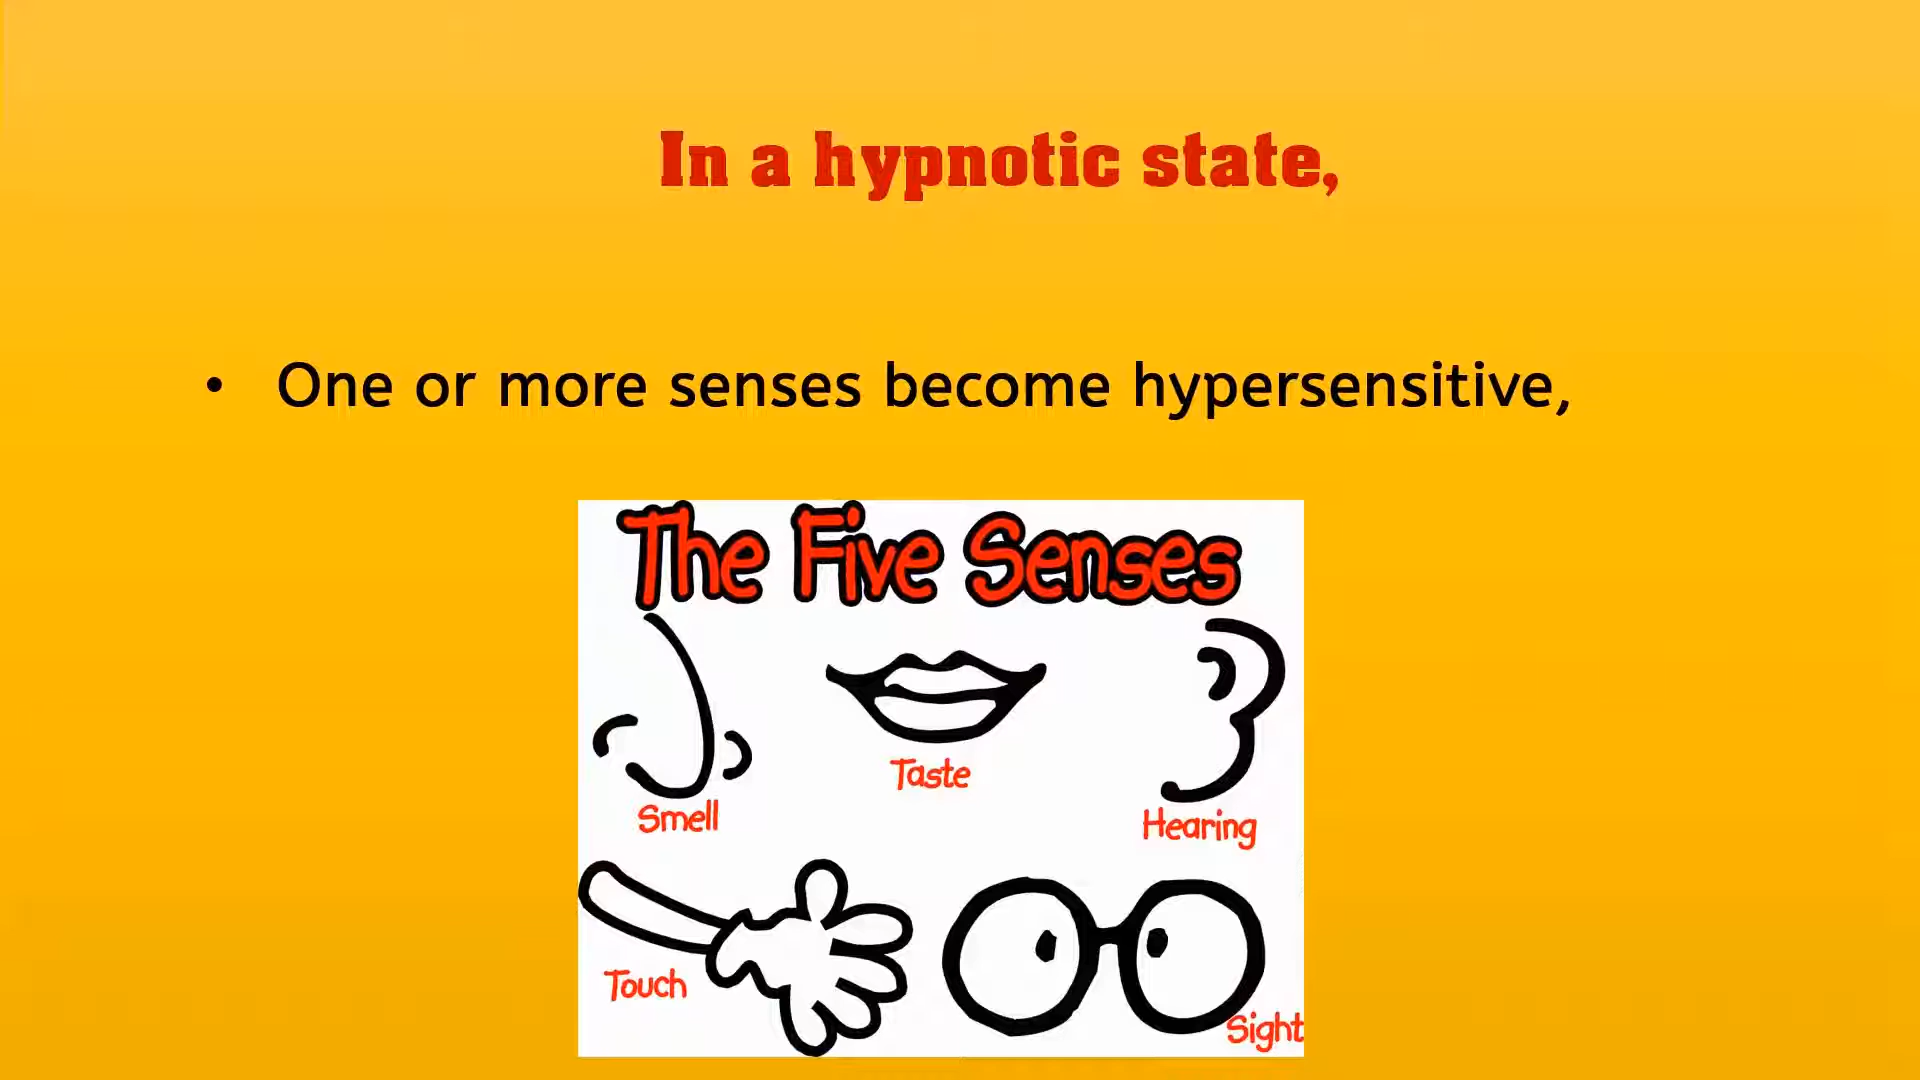 In a hypnotic state,
• One or more senses become hypersensitive,
The Five Senses
Taste
Smell
Hearing
Touch
Sight